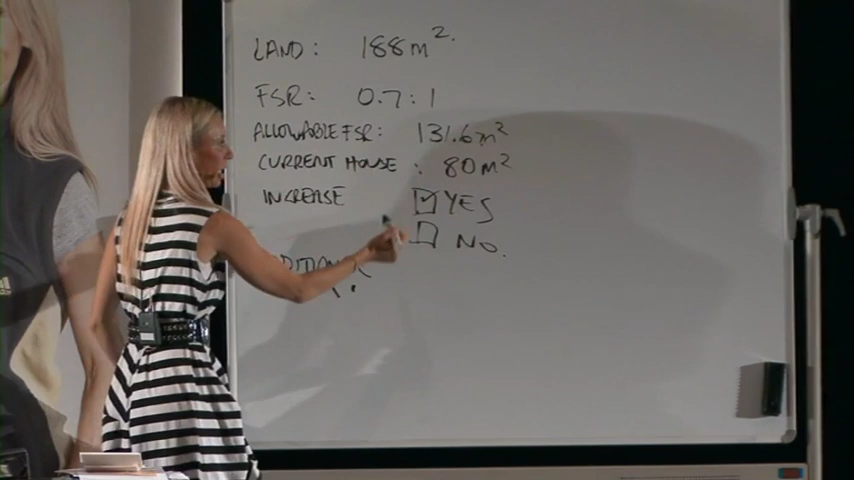 LAND: 188m².
FSR: 0.7:1
ALLOWABLE FSR: 131.6m²
CURRENT HOUSE: 80m²
INCREASE ☑ YES
☐ NO.